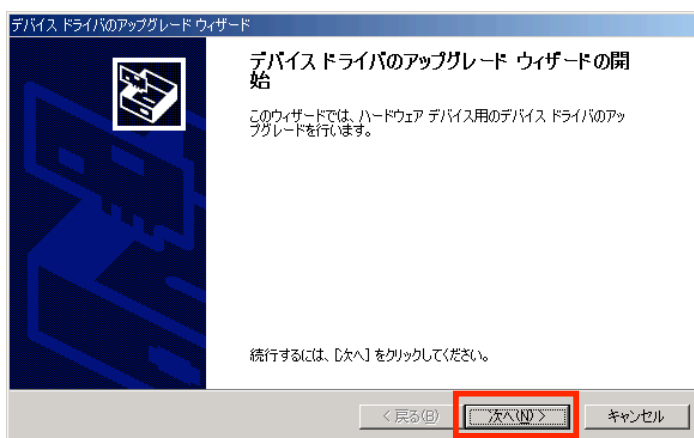 デバイス ドライバのアップグレード ウィザード
デバイス ドライバのアップグレード ウィザードの開
始
このウィザードでは、ハードウェア デバイス用のデバイス ドライバのアッ
プグレードを行います。
続行するには、[次へ] をクリックしてください。
< 戻る(B)
次へ(N) >
キャンセル